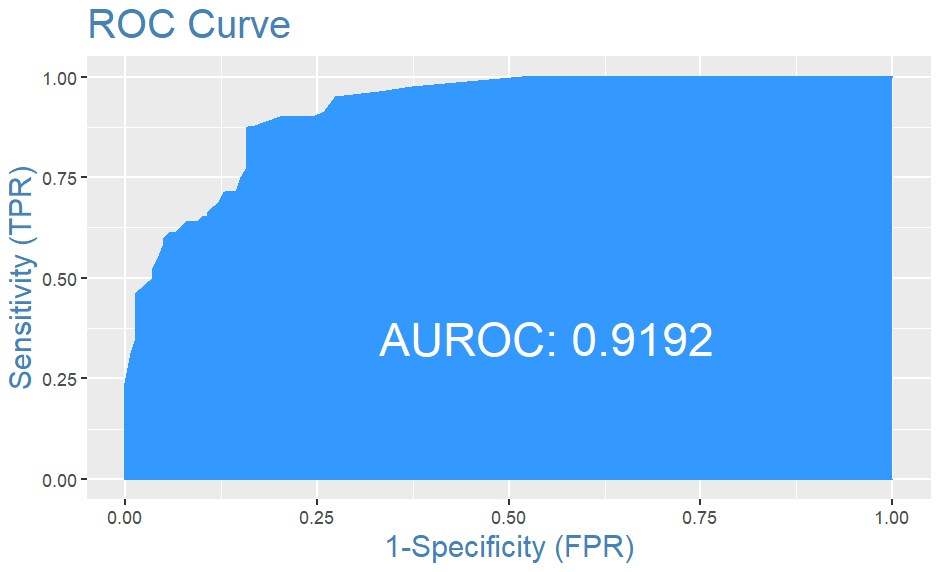 ROC Curve
1.00
0.75
0.50
0.25
0.00
Sensitivity (TPR)
AUROC: 0.9192
0.00 0.25 0.50 0.75 1.00
1-Specificity (FPR)